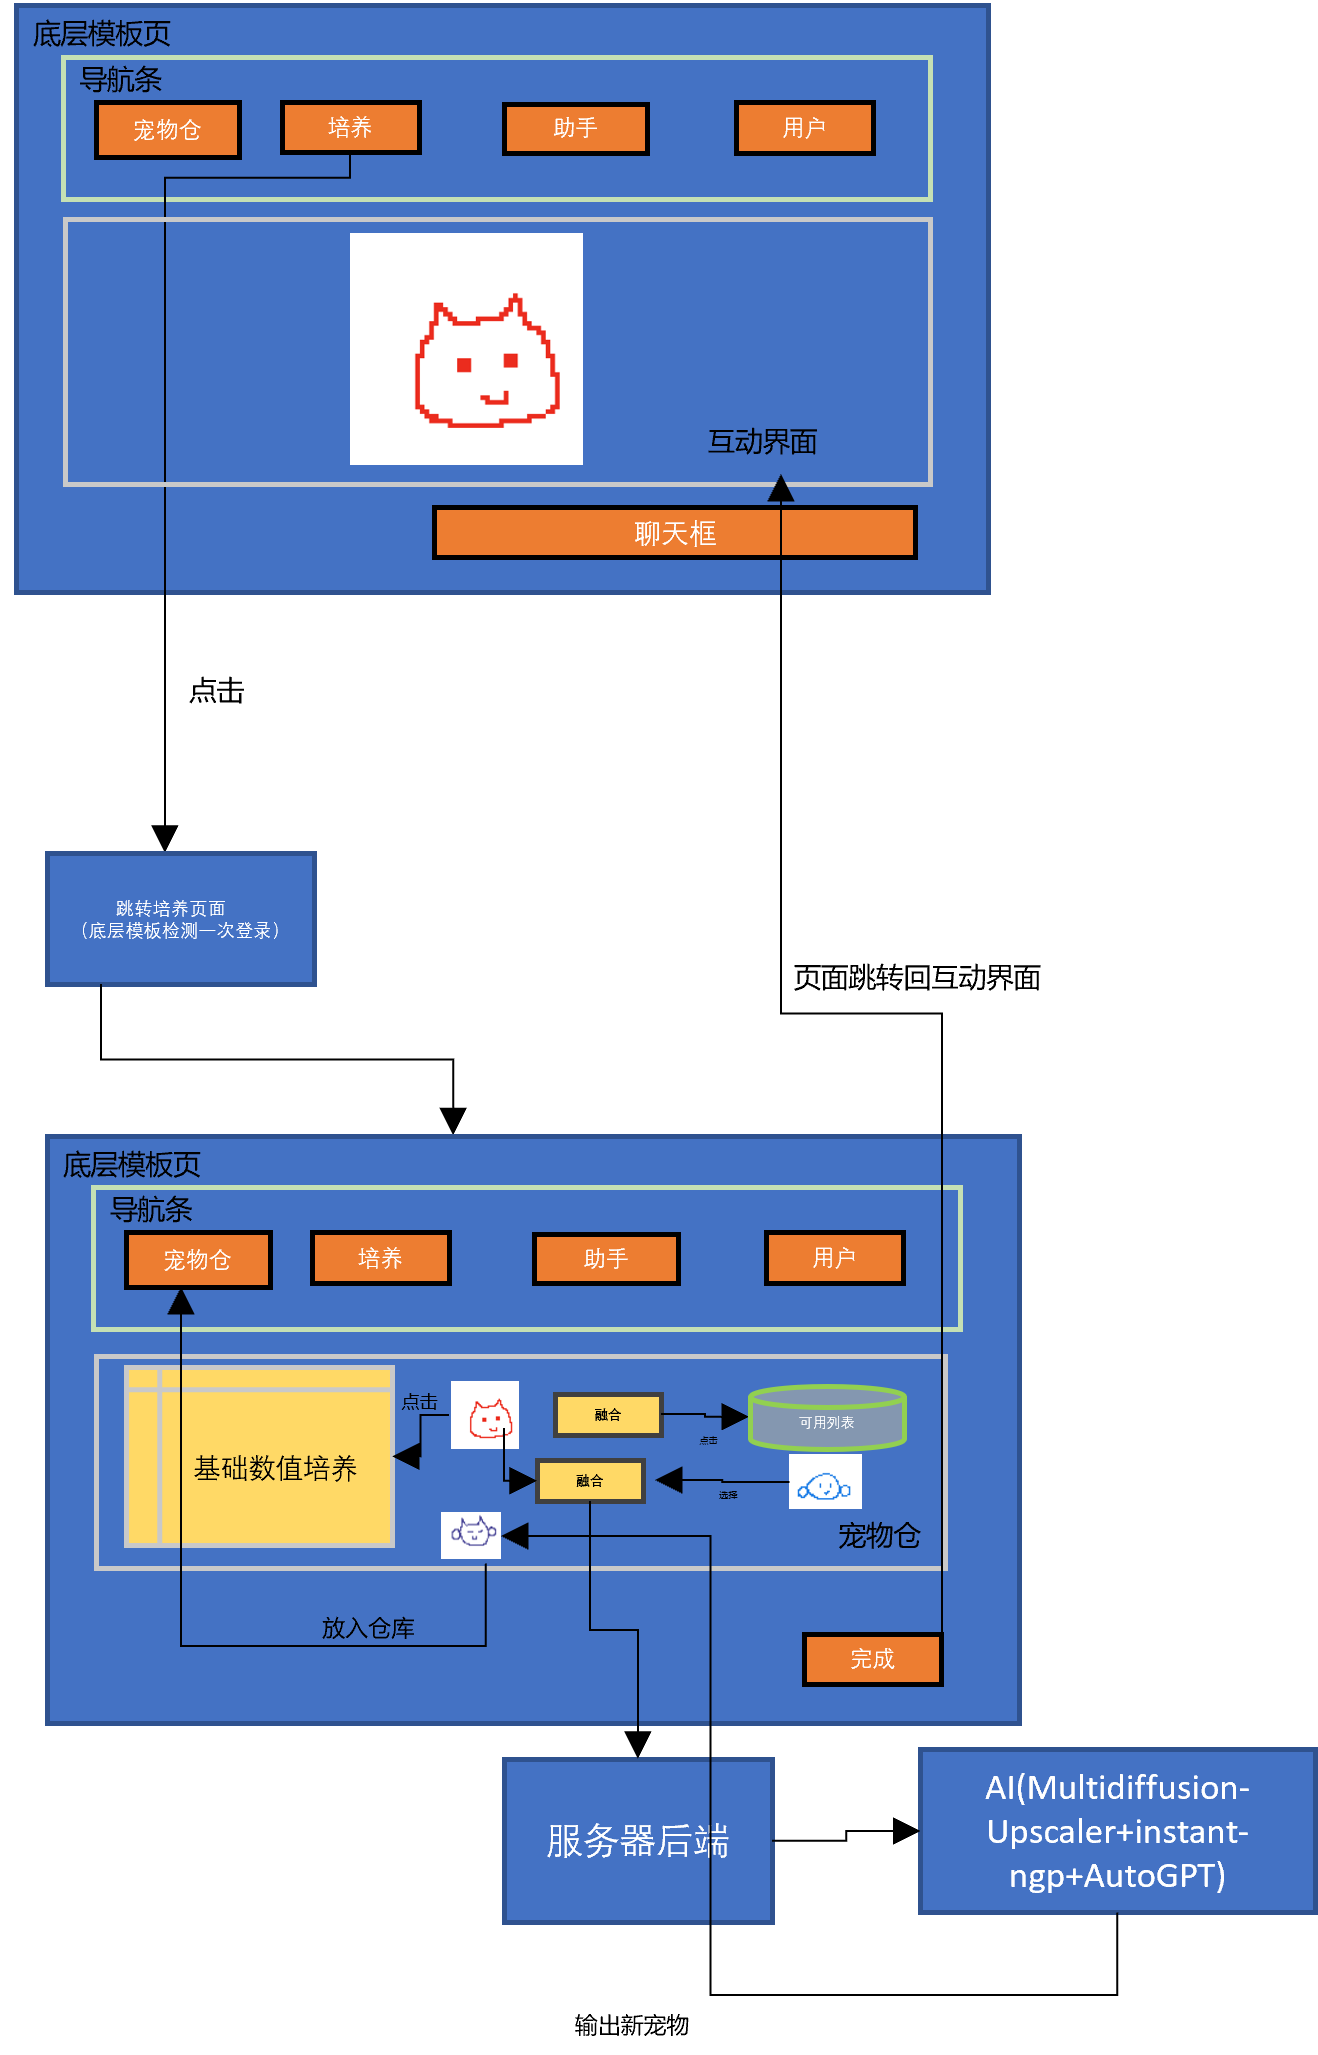 底层模板页
导航条
宠物仓
培养
助手
用户
互动界面
聊天框
点击
跳转培养页面
（底层模板检测一次登录）
页面跳转回互动界面
底层模板页
导航条
宠物仓
培养
助手
用户
点击
融合
可用列表
点击
基础数值培养
融合
选择
宠物仓
放入仓库
完成
服务器后端
AI(Multidiffusion-
Upscaler+instant-
ngp+AutoGPT)
输出新宠物